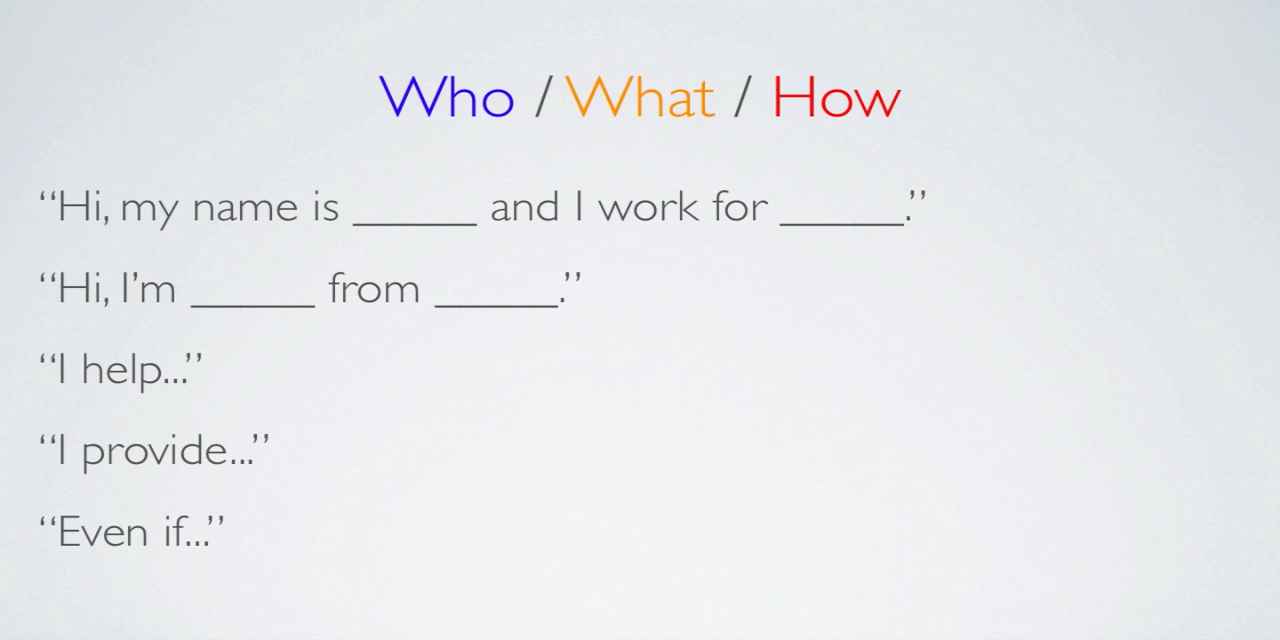 Who / What / How
“Hi, my name is ______ and I work for ______.”
“Hi, I’m ______ from ______.”
“I help...”
“I provide...”
“Even if...”